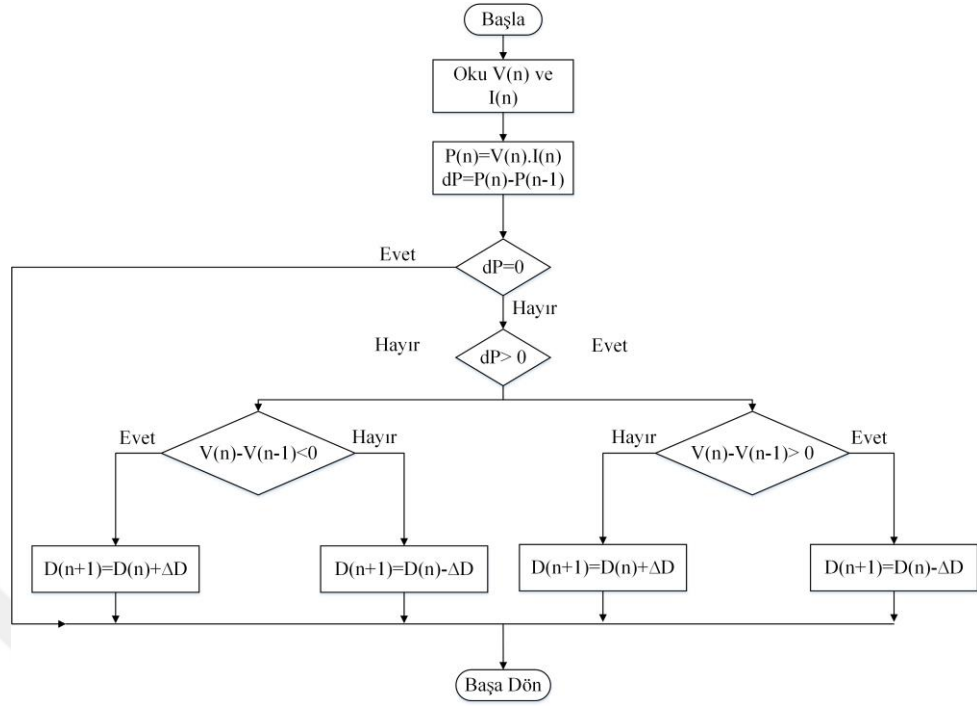 Başla
Oku V(n) ve
I(n)
P(n)=V(n).I(n)
dP=P(n)-P(n-1)
Evet
dP=0
Hayır
Hayır
dP> 0
Evet
Evet
V(n)-V(n-1)<0
Hayır
Hayır
V(n)-V(n-1)> 0
Evet
D(n+1)=D(n)+ΔD
D(n+1)=D(n)-ΔD
D(n+1)=D(n)+ΔD
D(n+1)=D(n)-ΔD
Başa Dön